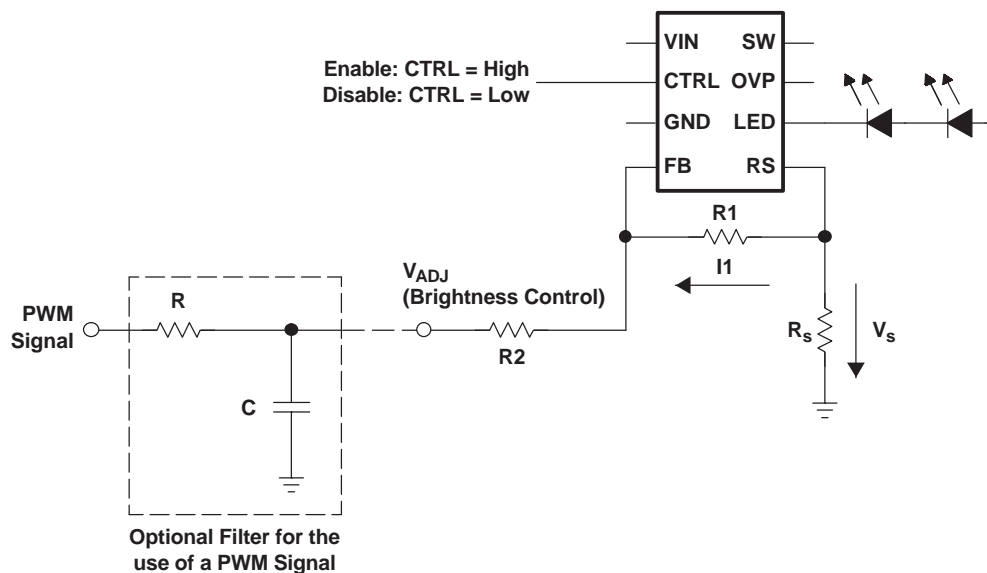 VIN SW
Enable: CTRL = High
Disable: CTRL = Low
CTRL OVP
GND LED
FB RS
R1
I1
VADJ
(Brightness Control)
R
PWM
Signal
R2
Rs
Vs
C
Optional Filter for the
use of a PWM Signal